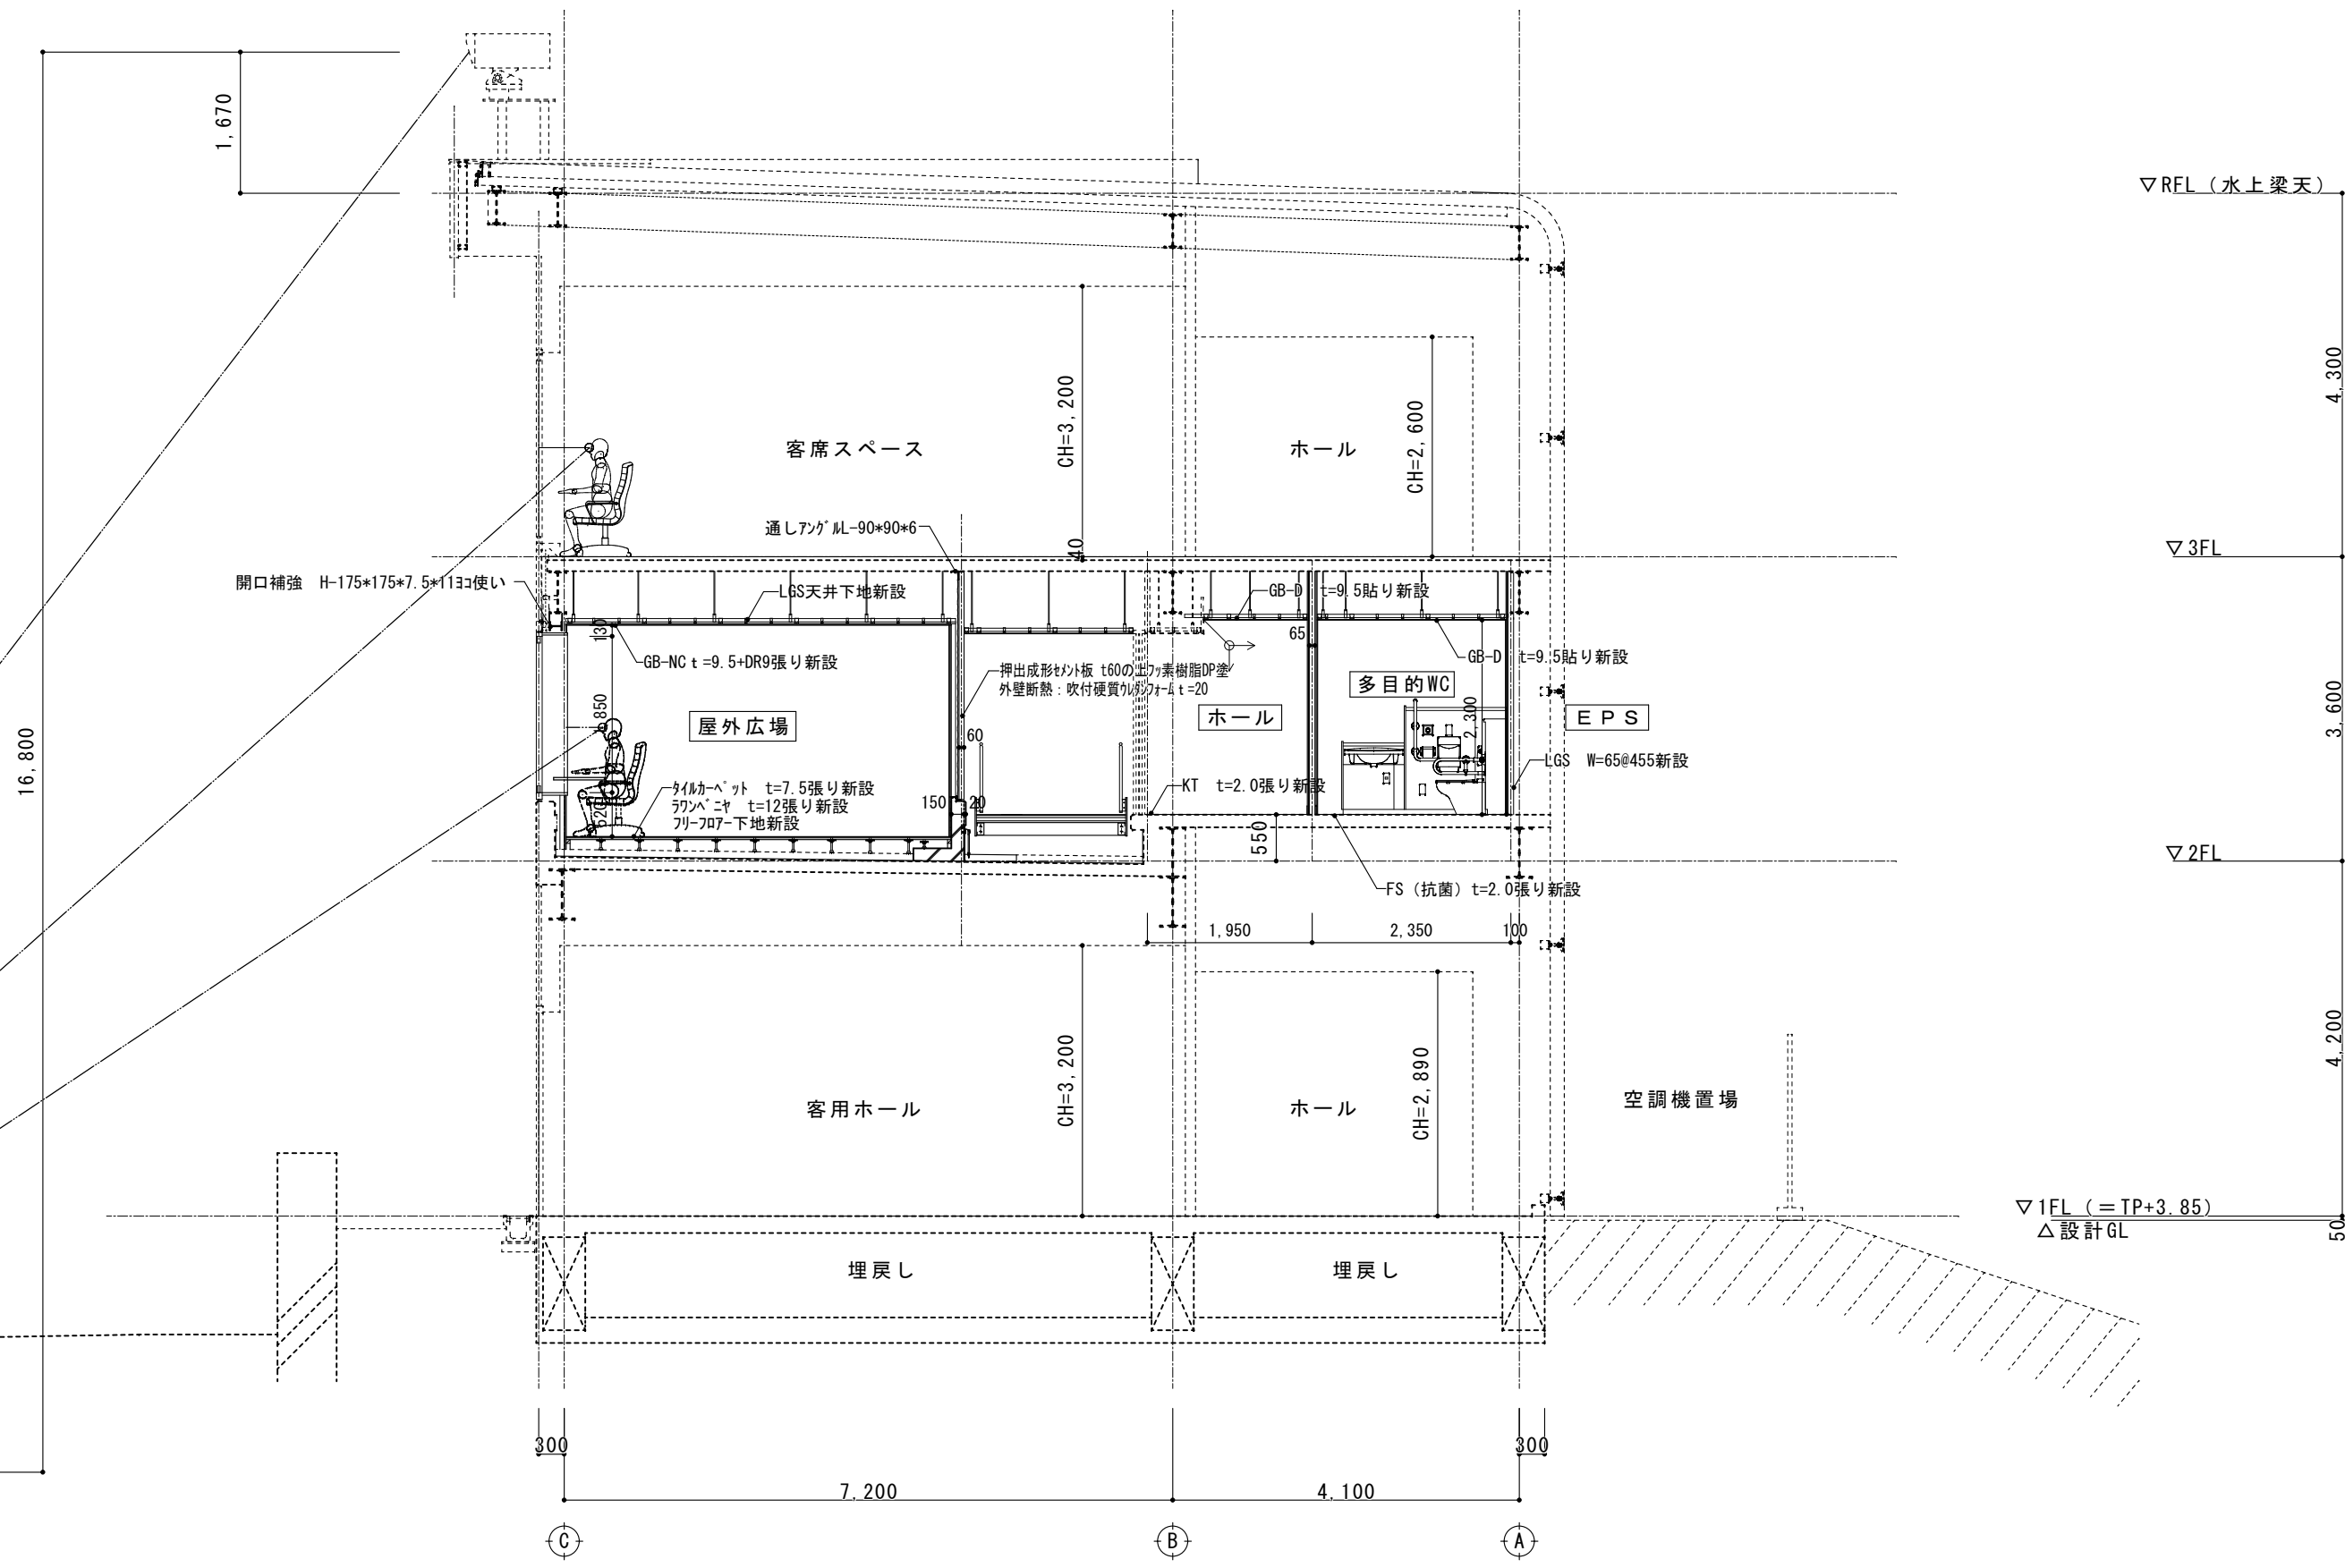 1,670
▽RFL (水上梁天)
4,300
CH=3,200
CH=2,600
客席スペース
ホール
通しｱﾝｸﾞﾙL-90*90*6
40
▽3FL
開口補強 H-175*175*7.5*11ﾖｺ使い
LGS天井下地新設
GB-D t=9.5貼り新設
130
65
GB-NC t=9.5+DR9張り新設
押出成形ｾﾒﾝﾄ板 t60の上ﾌｯ素樹脂DP塗
外壁断熱：吹付硬質ｳﾚﾀﾝﾌｫｰﾑ t=20
GB-D t=9.5貼り新設
多目的WC
850
屋外広場
ホール
2,300
EPS
3,600
16,800
60
LGS W=65@455新設
ﾀｲﾙカーﾍﾟｯﾄ t=7.5張り新設
ﾗﾜﾝﾍﾞﾆﾔ t=12張り新設
ﾌﾘｰﾌﾛｱｰ下地新設
150
20
KT t=2.0張り新設
550
▽2FL
FS (抗菌) t=2.0張り新設
1,950
2,350
100
4,200
CH=3,200
CH=2,890
客用ホール
ホール
空調機置場
▽1FL (＝TP+3.85)
△設計GL
50
埋戻し
埋戻し
300
300
7,200
4,100
C
B
A